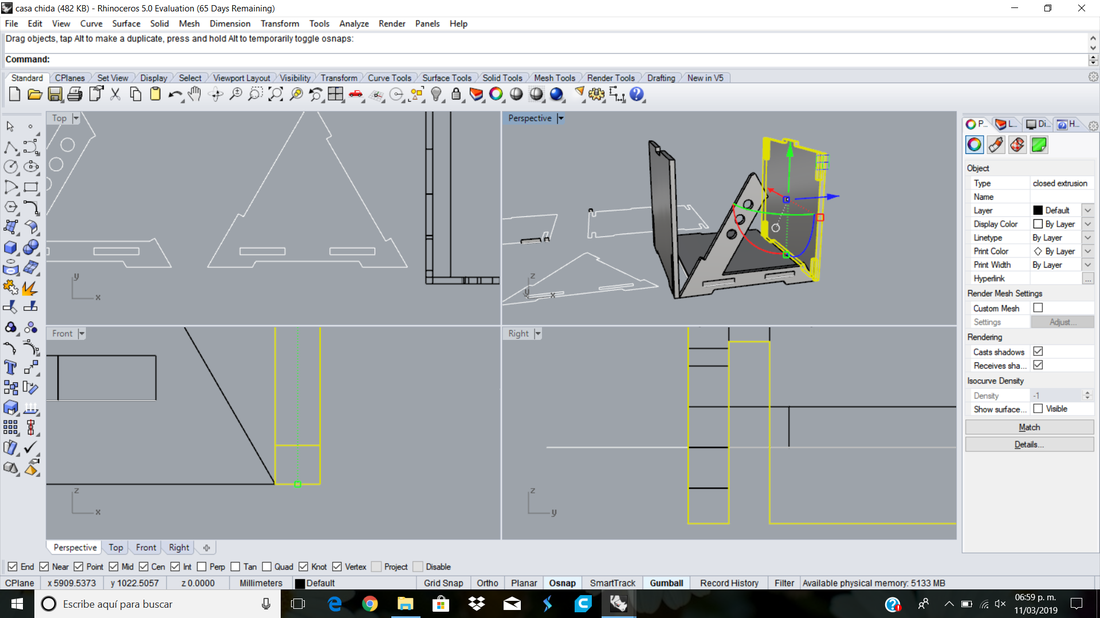 casa chida (482 KB) - Rhinoceros 5.0 Evaluation (65 Days Remaining)
File Edit View Curve Surface Solid Mesh Dimension Transform Tools Analyze Render Panels Help
Drag objects, tap Alt to make a duplicate, press and hold Alt to temporarily toggle osnaps:
Command:
Standard CPlanes Set View Display Select Viewport Layout Visibility Transform Curve Tools Surface Tools Solid Tools Mesh Tools Render Tools Drafting New in V5
Top
Perspective
P... L... Di... H...
Object
Type closed extrusion
Name
Layer Default
Display Color By Layer
Linetype By Layer
Print Color By Layer
Print Width By Layer
Hyperlink ...
Render Mesh Settings
Custom Mesh
Settings Adjust...
Rendering
Casts shadows
Receives sha...
Isocurve Density
Density -1
Show surface... Visible
Match
Details...
y
x
z
y
x
Front
Right
z
x
z
y
Perspective Top Front Right
End Near Point Mid Cen Int Perp Tan Quad Knot Vertex Project Disable
CPlane x 5909.5373 y 1022.5057 z 0.0000 Millimeters Default Grid Snap Ortho Planar Osnap SmartTrack Gumball Record History Filter Available physical memory: 5133 MB
Escribe aquí para buscar
06:59 p. m.
11/03/2019